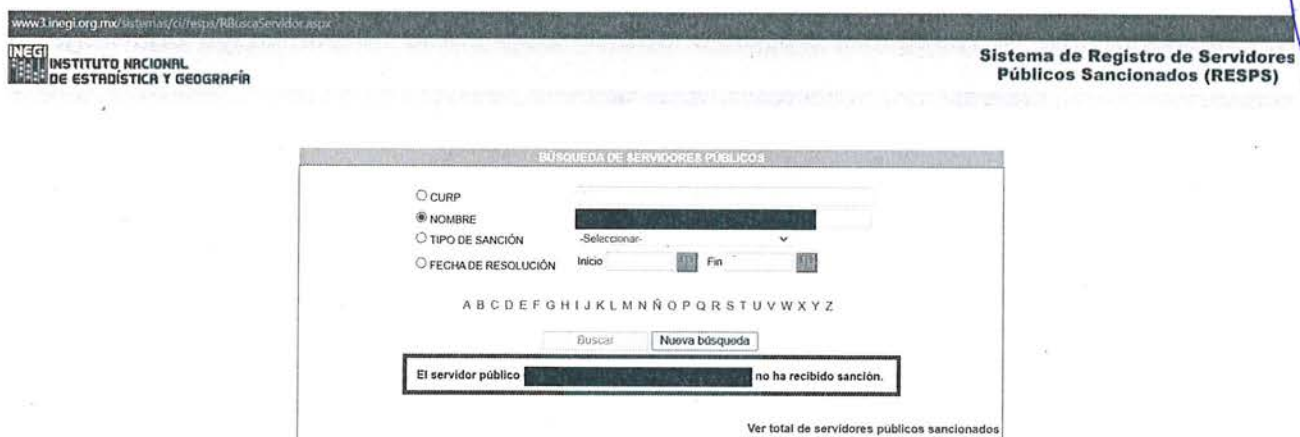 www3.inegi.org.mx/sistemas/ci/resps/RBuscaServidor.aspx
INEGI
INSTITUTO NACIONAL
DE ESTADÍSTICA Y GEOGRAFÍA
Sistema de Registro de Servidores
Públicos Sancionados (RESPS)
BÚSQUEDA DE SERVIDORES PÚBLICOS
CURP
NOMBRE
TIPO DE SANCIÓN -Seleccionar-
FECHA DE RESOLUCIÓN Inicio Fin
A B C D E F G H I J K L M N Ñ O P Q R S T U V W X Y Z
Buscar Nueva búsqueda
El servidor público no ha recibido sanción.
Ver total de servidores públicos sancionados